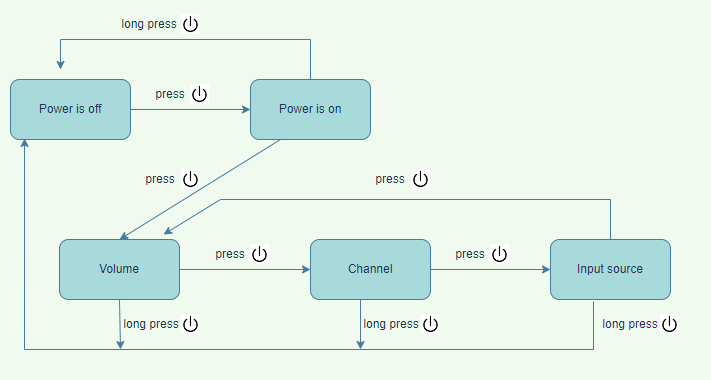 long press
Power is off
press
Power is on
press
press
Volume
press
Channel
press
Input source
long press
long press
long press